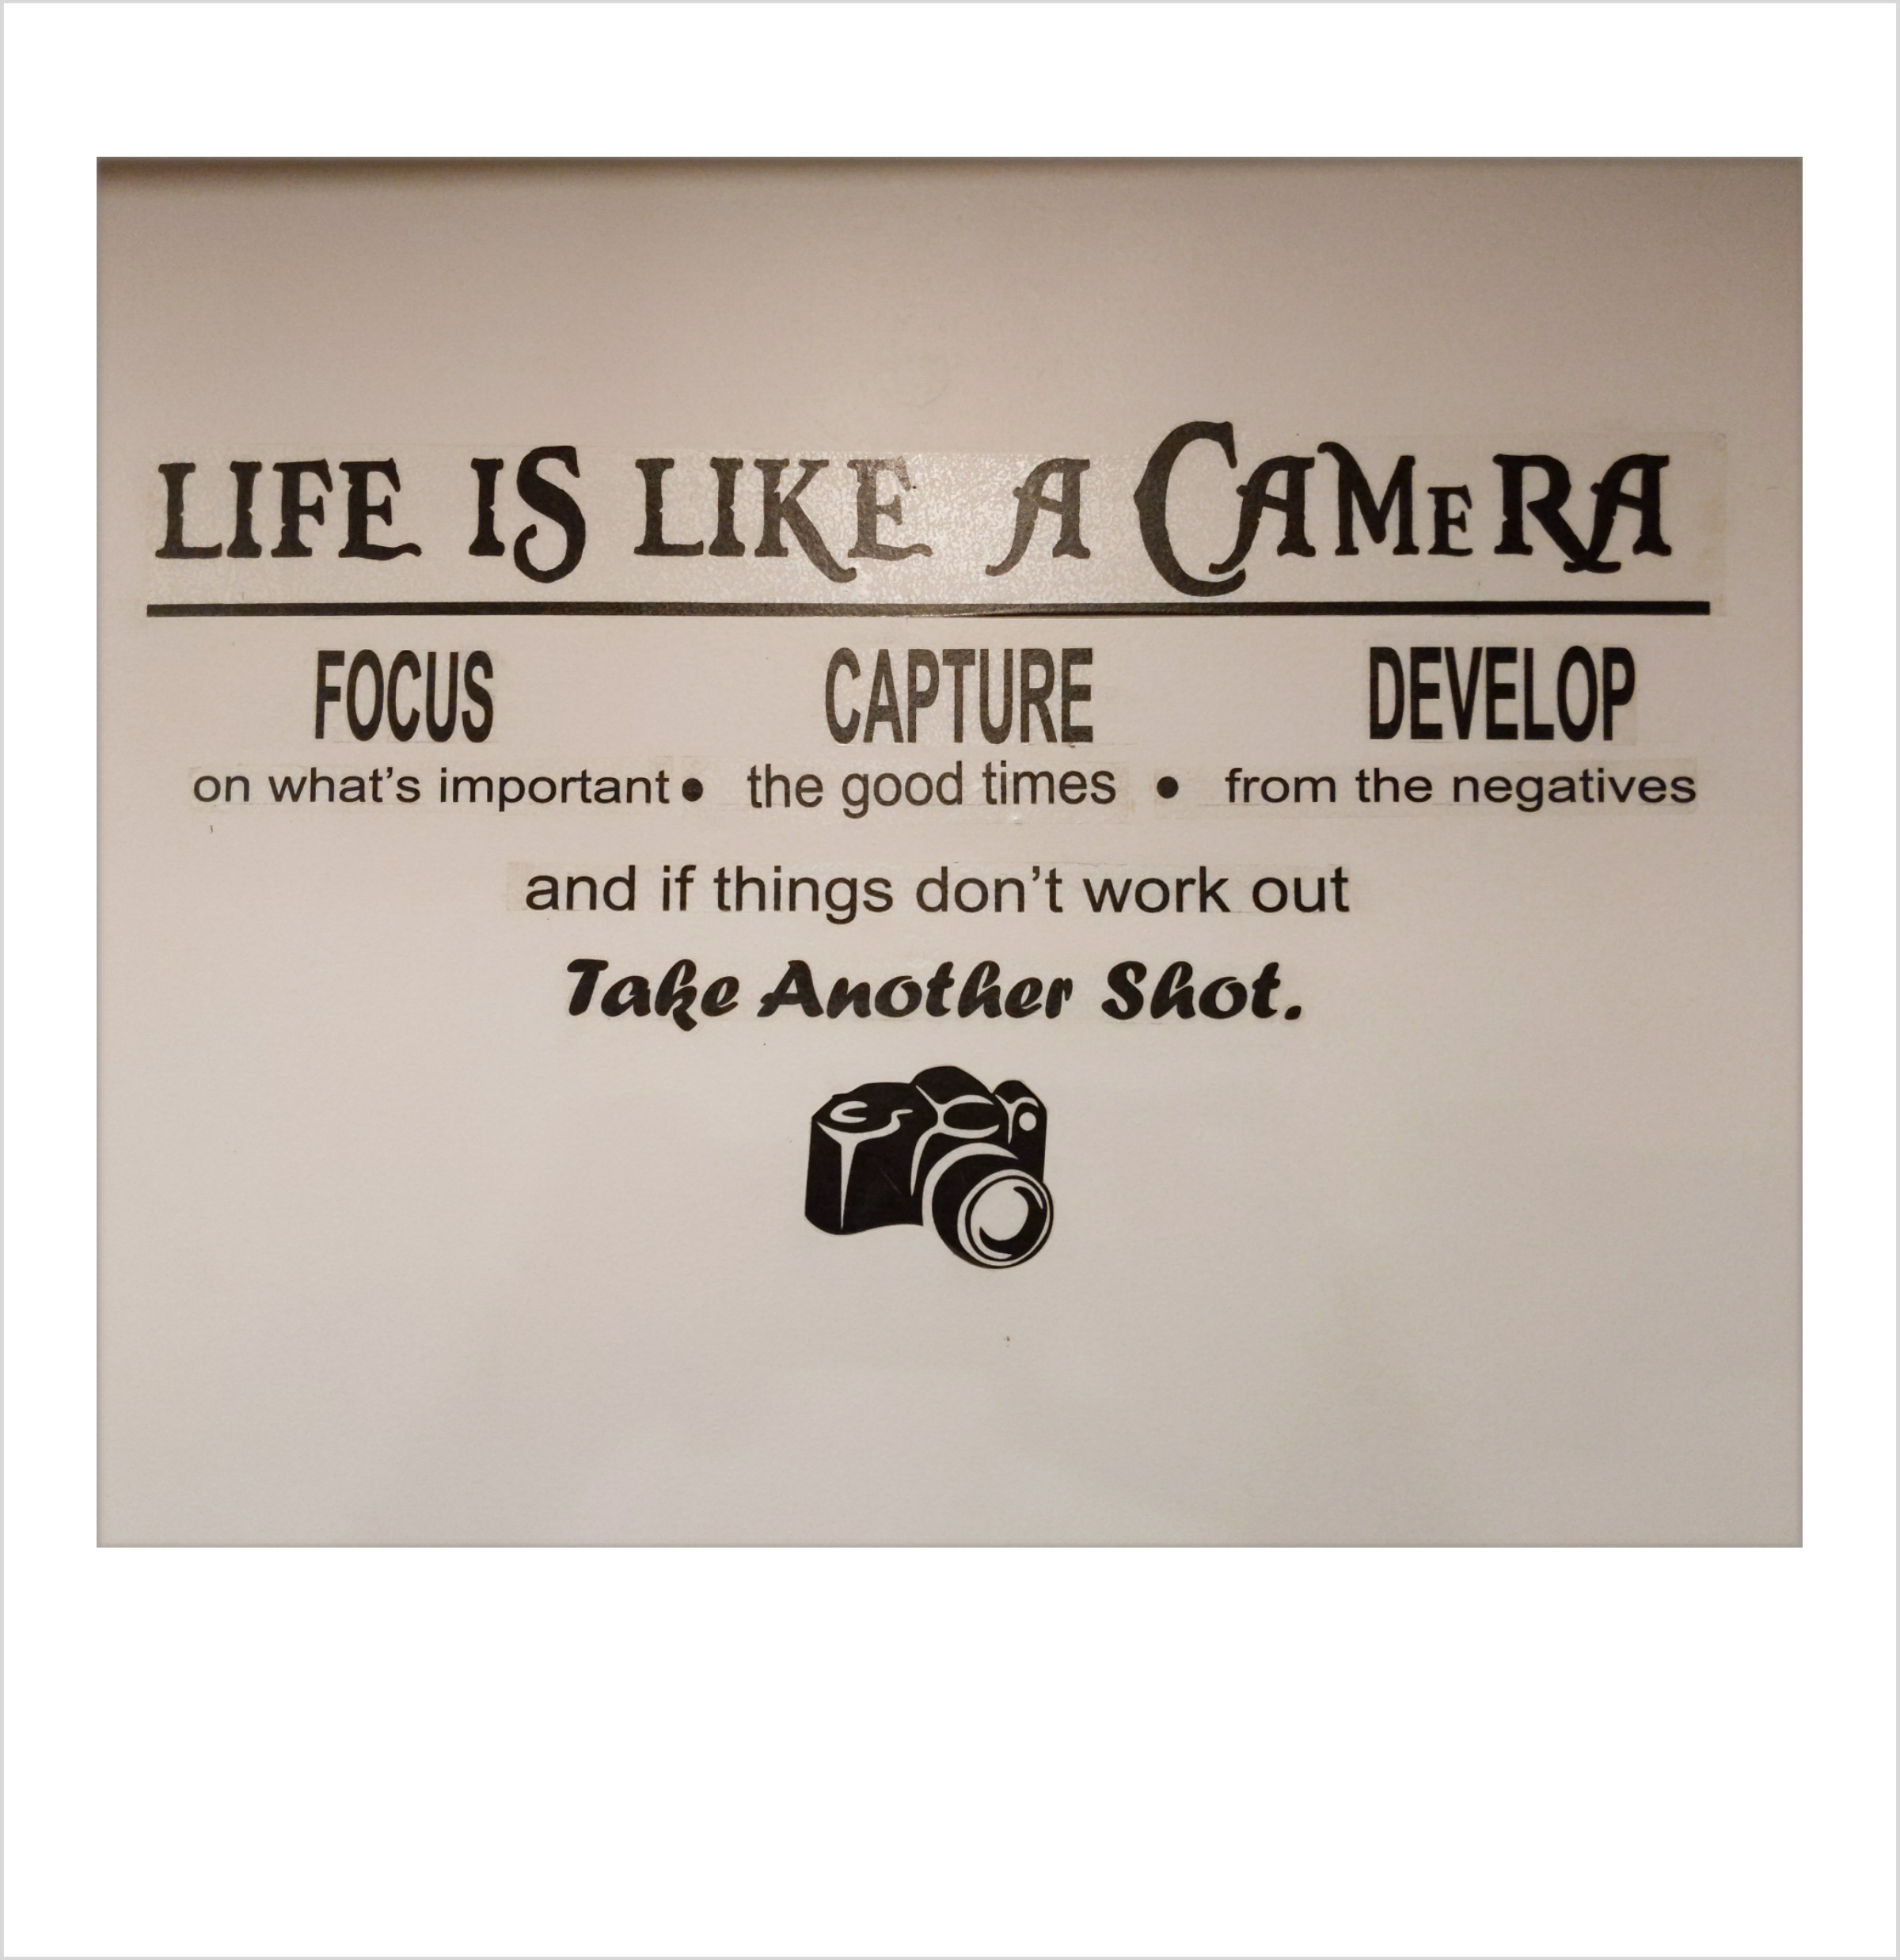 LIFE IS LIKE A CAMERA
FOCUS CAPTURE DEVELOP
on what's important • the good times • from the negatives
and if things don't work out
Take Another Shot.